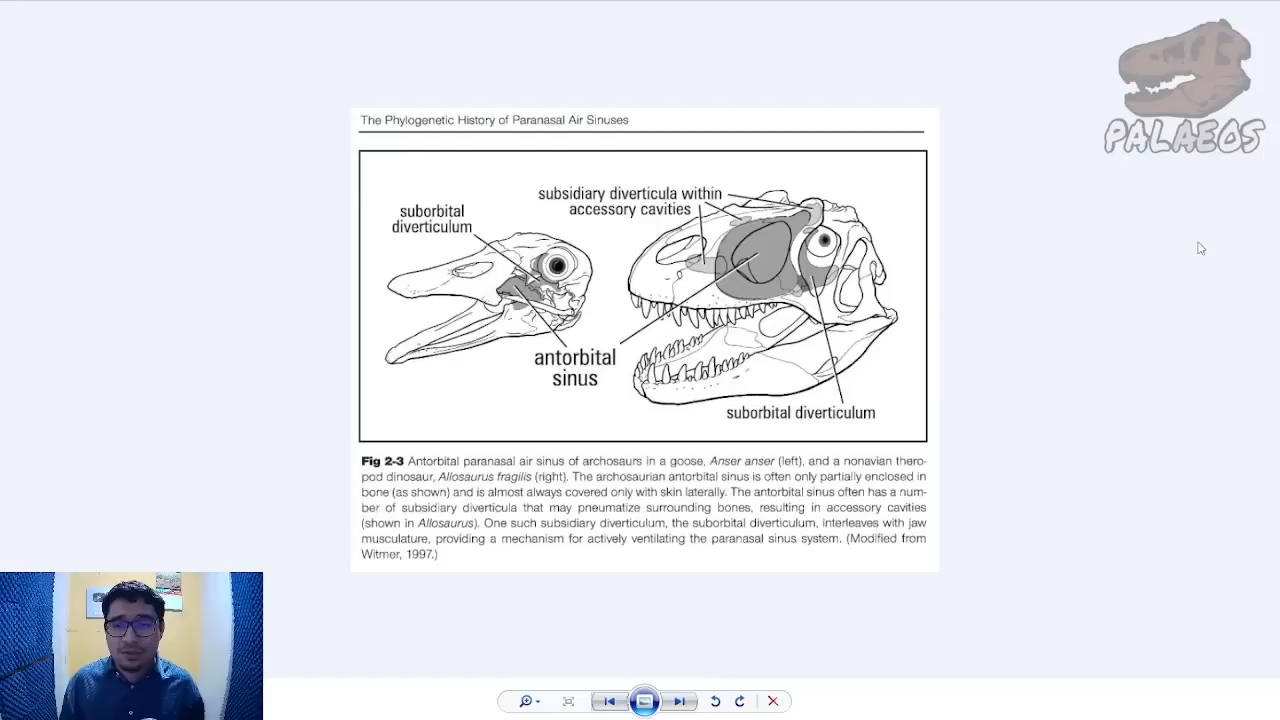 PALAEOS
The Phylogenetic History of Paranasal Air Sinuses
subsidiary diverticula within
accessory cavities
suborbital
diverticulum
antorbital
sinus
suborbital diverticulum
Fig 2-3 Antorbital paranasal air sinus of archosaurs in a goose, Anser anser (left), and a nonavian thero-
pod dinosaur, Allosaurus fragilis (right). The archosaurian antorbital sinus is often only partially enclosed in
bone (as shown) and is almost always covered only with skin laterally. The antorbital sinus often has a num-
ber of subsidiary diverticula that may pneumatize surrounding bones, resulting in accessory cavities
(shown in Allosaurus). One such subsidiary diverticulum, the suborbital diverticulum, interleaves with jaw
musculature, providing a mechanism for actively ventilating the paranasal sinus system. (Modified from
Witmer, 1997.)